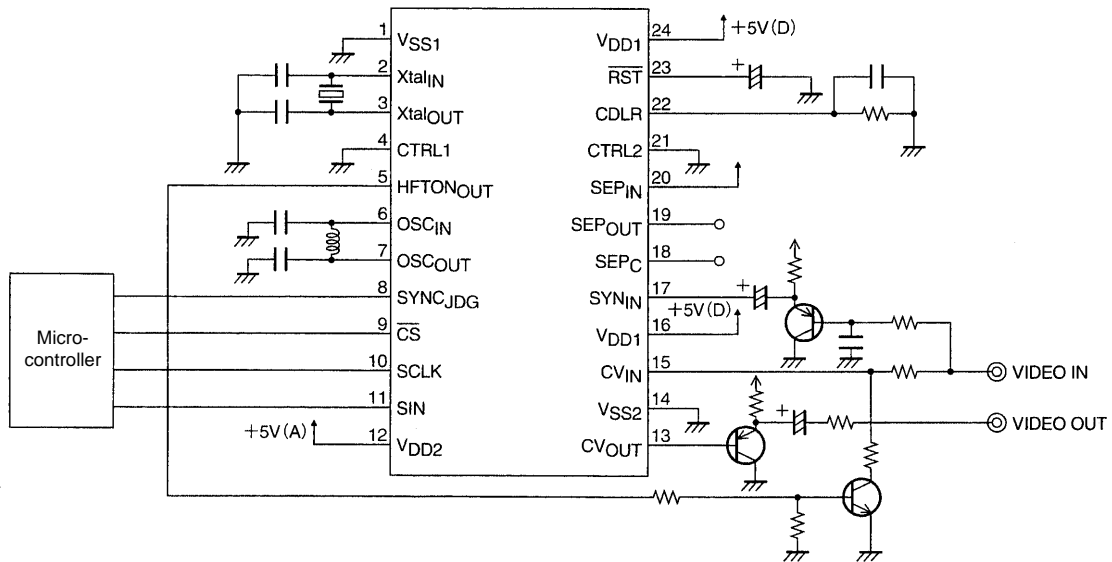 1
VSS1
2
XtalIN
3
XtalOUT
4
CTRL1
5
HFTONOUT
6
OSCIN
7
OSCOUT
8
SYNCJDG
9
CS
10
SCLK
11
SIN
12
VDD2
+5V(A)
Micro-
controller
24
VDD1
+5V(D)
23
RST
+
22
CDLR
21
CTRL2
20
SEPIN
19
SEPOUT
18
SEPC
17
SYNIN
+
16
VDD1
+5V(D)
15
CVIN
VIDEO IN
14
VSS2
+
VIDEO OUT
13
CVOUT